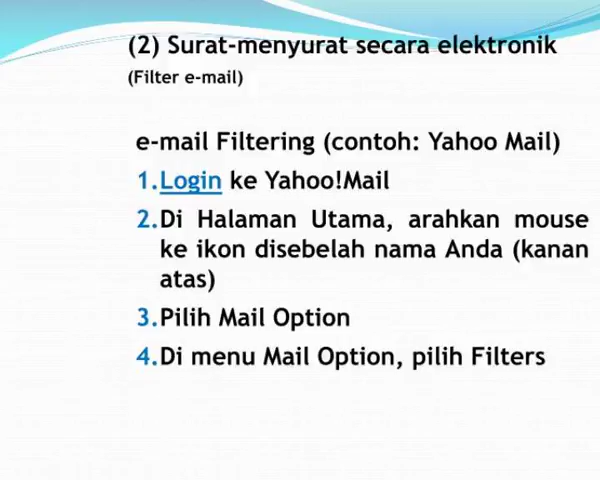 (2) Surat-menyurat secara elektronik
(Filter e-mail)
e-mail Filtering (contoh: Yahoo Mail)
1.Login ke Yahoo!Mail
2.Di Halaman Utama, arahkan mouse
ke ikon disebelah nama Anda (kanan
atas)
3.Pilih Mail Option
4.Di menu Mail Option, pilih Filters